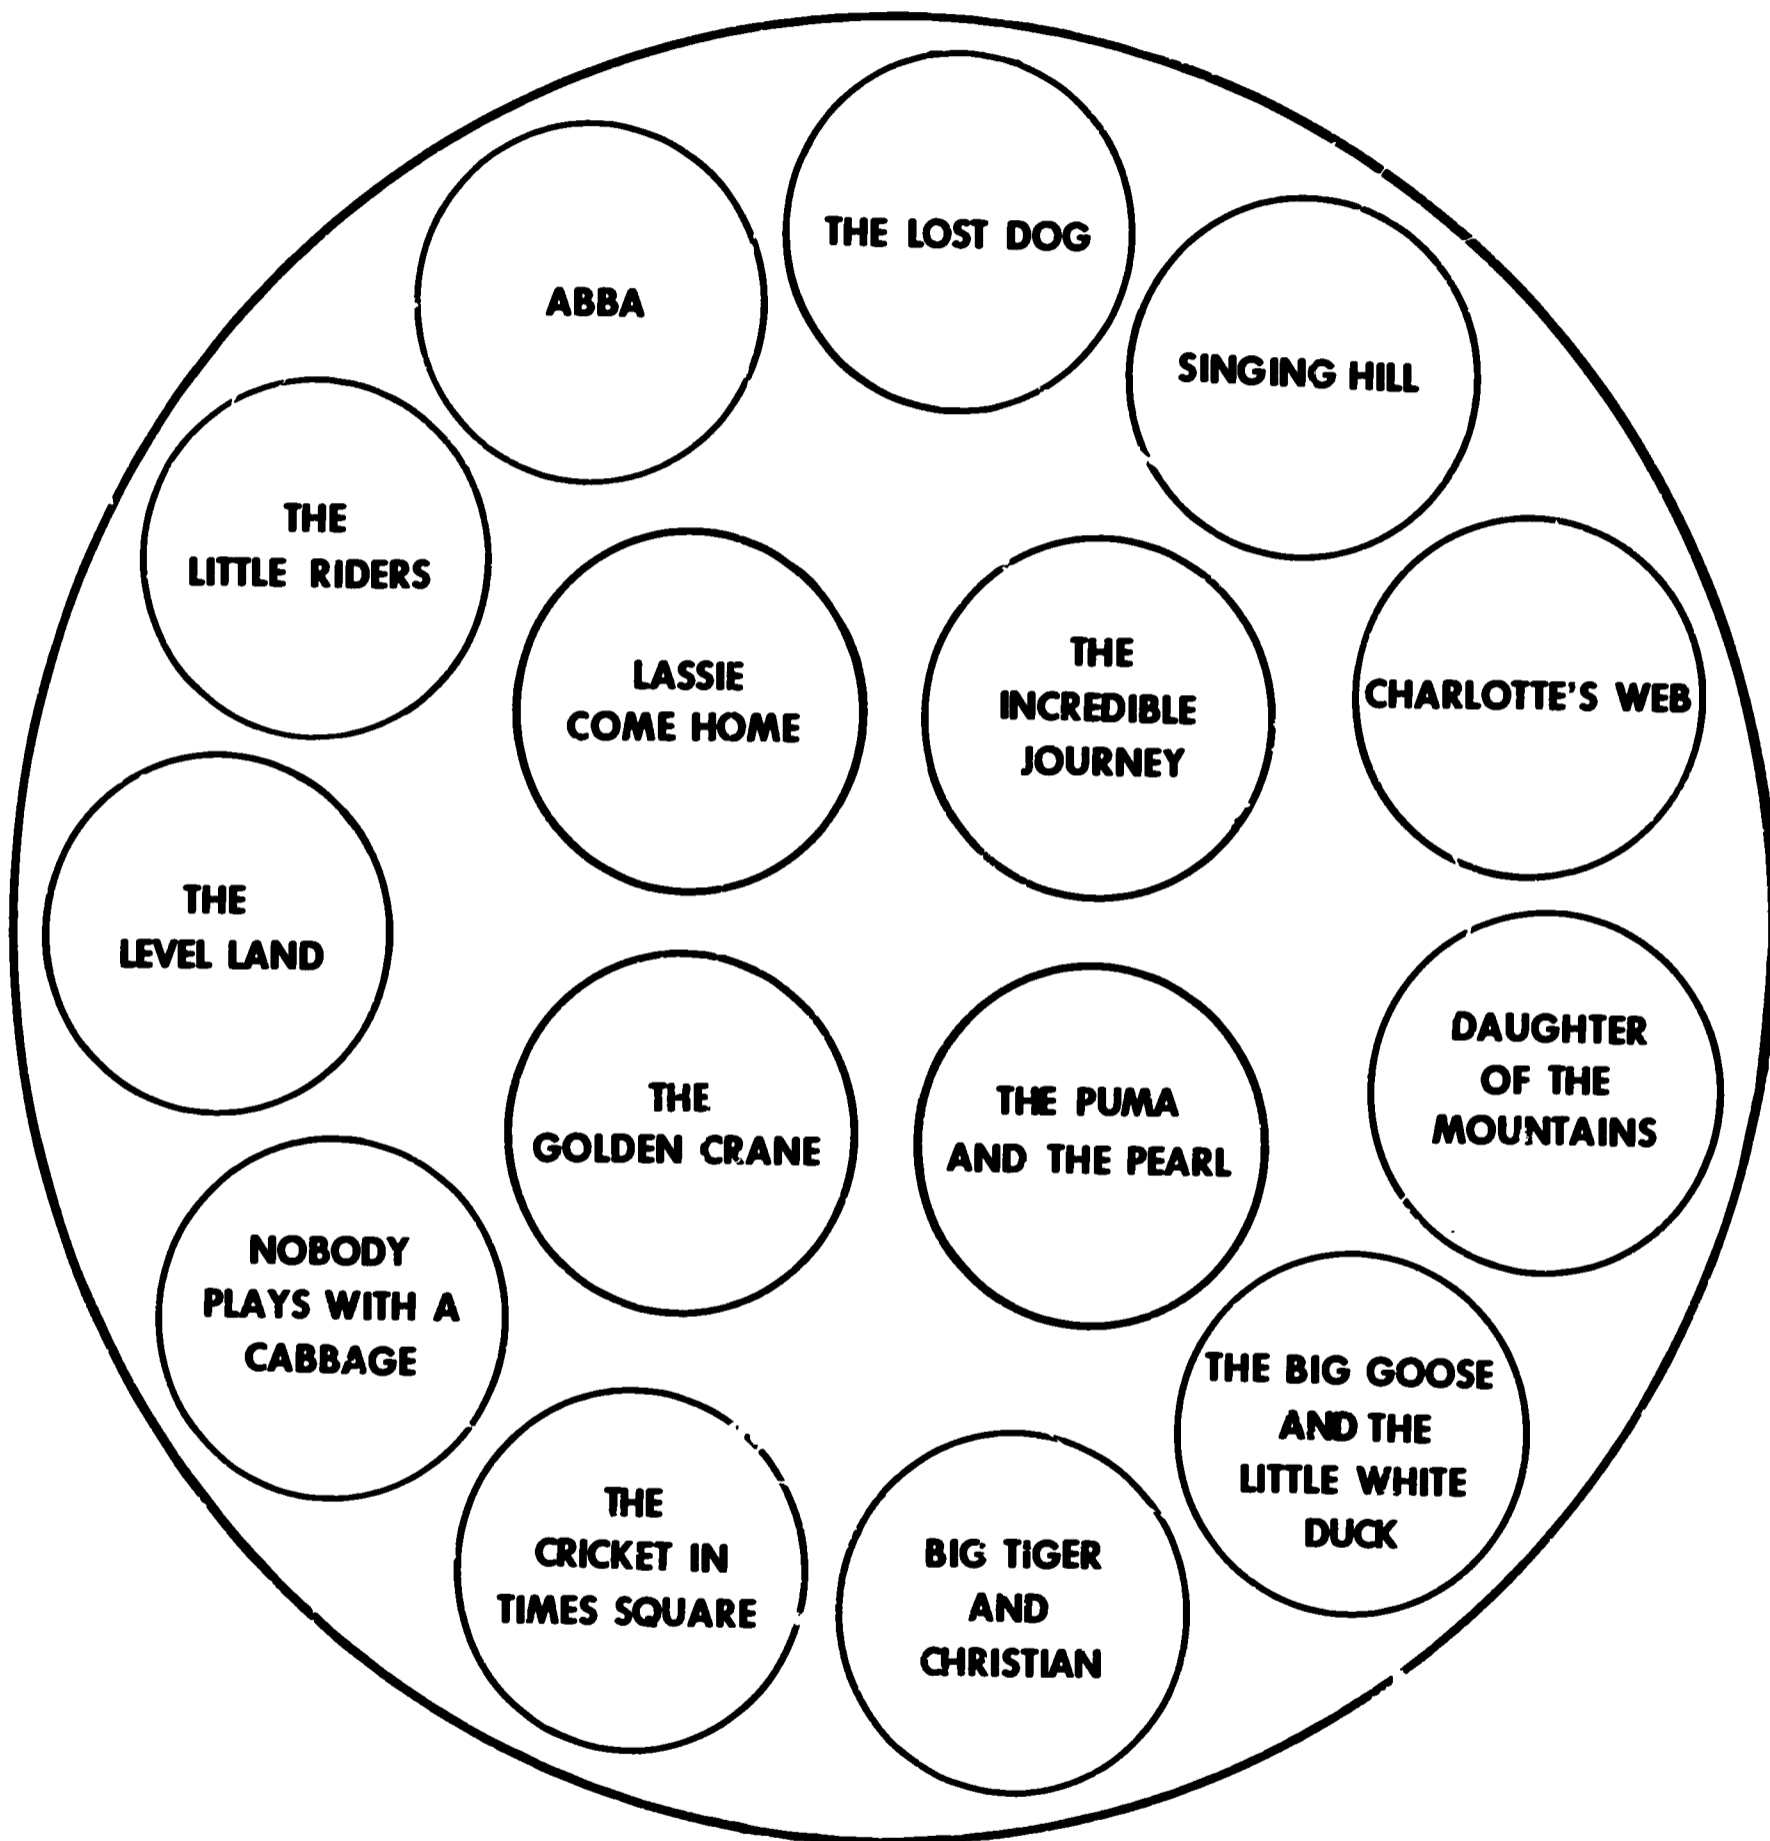 THE LOST DOG
ABBA
SINGING HILL
THE
LITTLE RIDERS
LASSIE
COME HOME
THE
INCREDIBLE
JOURNEY
CHARLOTTE'S WEB
THE
LEVEL LAND
THE
GOLDEN CRANE
THE PUMA
AND THE PEARL
DAUGHTER
OF THE
MOUNTAINS
NOBODY
PLAYS WITH A
CABBAGE
THE BIG GOOSE
AND THE
LITTLE WHITE
DUCK
THE
CRICKET IN
TIMES SQUARE
BIG TIGER
AND
CHRISTIAN